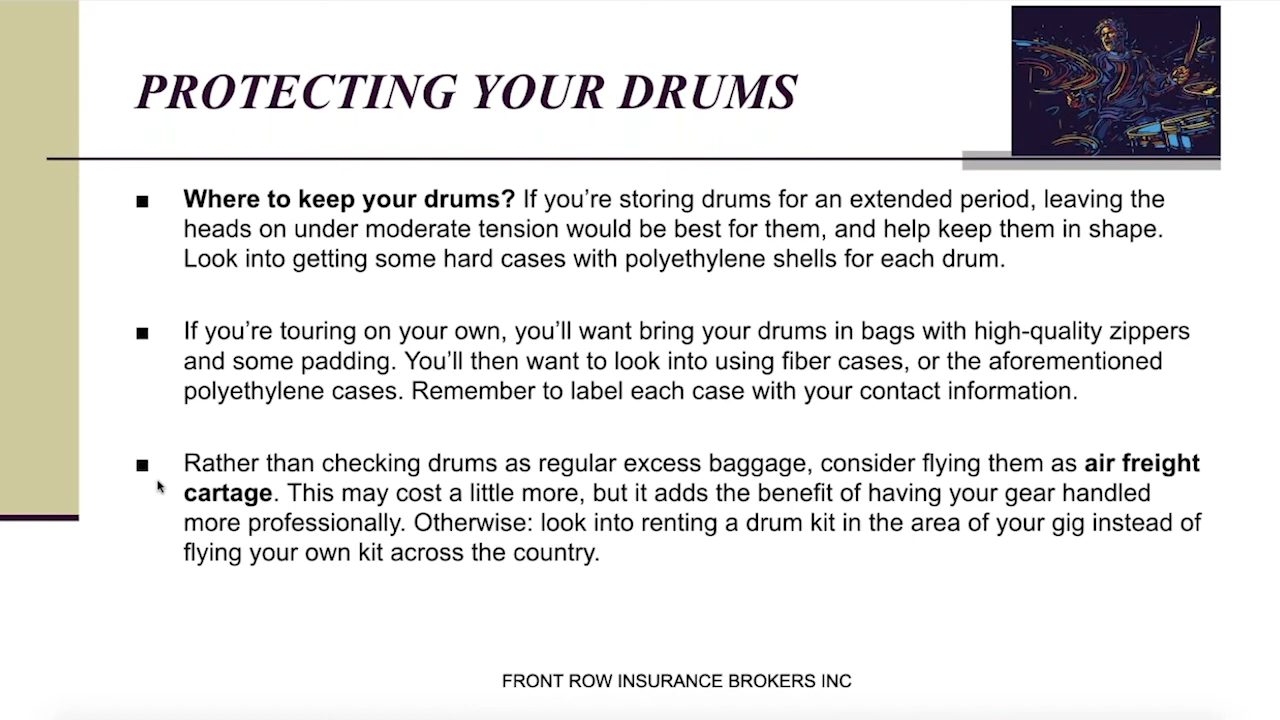 PROTECTING YOUR DRUMS
■ Where to keep your drums? If you’re storing drums for an extended period, leaving the
heads on under moderate tension would be best for them, and help keep them in shape.
Look into getting some hard cases with polyethylene shells for each drum.
■ If you’re touring on your own, you’ll want bring your drums in bags with high-quality zippers
and some padding. You’ll then want to look into using fiber cases, or the aforementioned
polyethylene cases. Remember to label each case with your contact information.
■ Rather than checking drums as regular excess baggage, consider flying them as air freight
cartage. This may cost a little more, but it adds the benefit of having your gear handled
more professionally. Otherwise: look into renting a drum kit in the area of your gig instead of
flying your own kit across the country.
FRONT ROW INSURANCE BROKERS INC